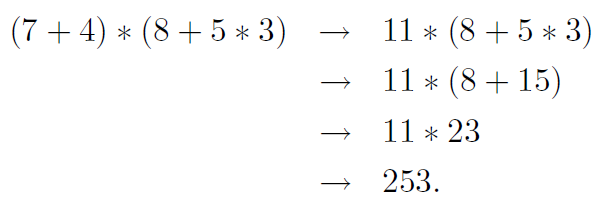 (7 + 4) ∗ (8 + 5 ∗ 3) → 11 ∗ (8 + 5 ∗ 3)
→ 11 ∗ (8 + 15)
→ 11 ∗ 23
→ 253.